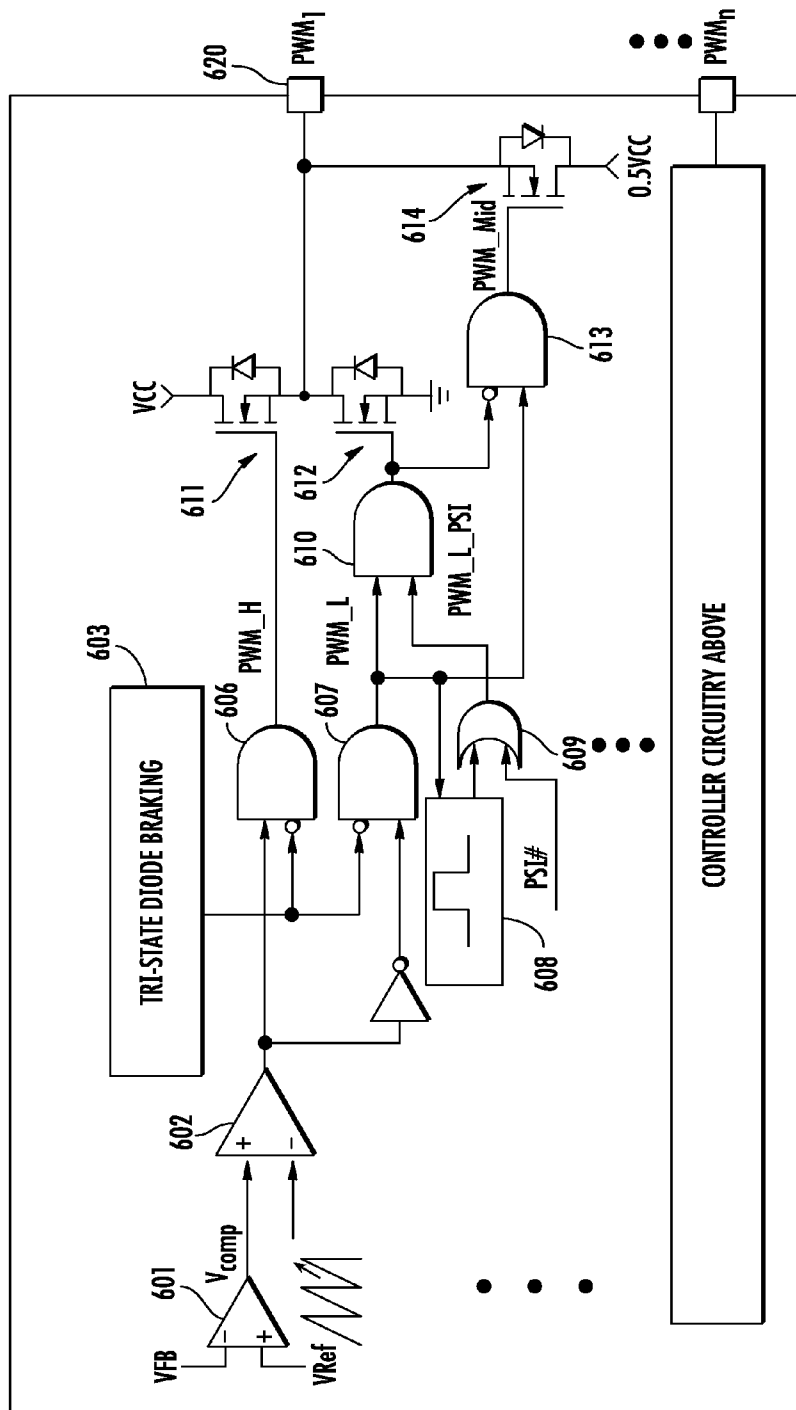 620
PWM1
VCC
611
612
PWM_Mid
614
0.5VCC
603
TRI-STATE DIODE BRAKING
606
PWM_H
607
PWM_L
610
PWM_L_PSI
613
601
VFB
-
+
VRef
Vcomp
602
+
-
608
PSI#
609
CONTROLLER CIRCUITRY ABOVE
PWMn